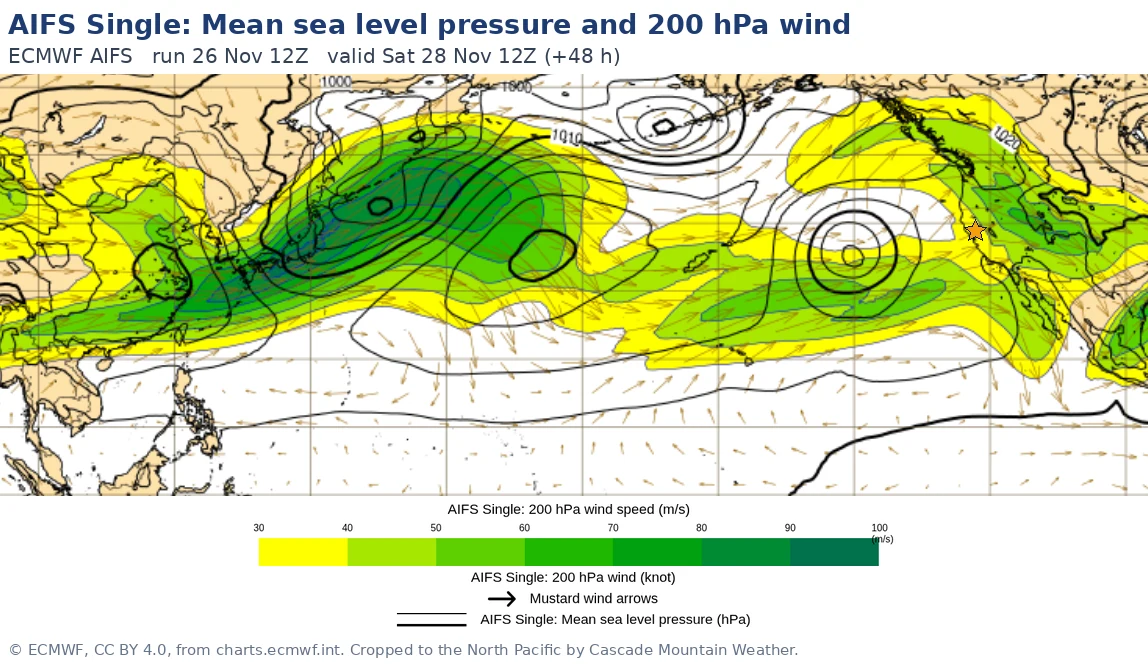 AIFS Single: Mean sea level pressure and 200 hPa wind
ECMWF AIFS run 26 Nov 12Z valid Sat 28 Nov 12Z (+48 h)
1000
1000
1010
1020
AIFS Single: 200 hPa wind speed (m/s)
30 40 50 60 70 80 90 100
(m/s)
AIFS Single: 200 hPa wind (knot)
Mustard wind arrows
AIFS Single: Mean sea level pressure (hPa)
© ECMWF, CC BY 4.0, from charts.ecmwf.int. Cropped to the North Pacific by Cascade Mountain Weather.